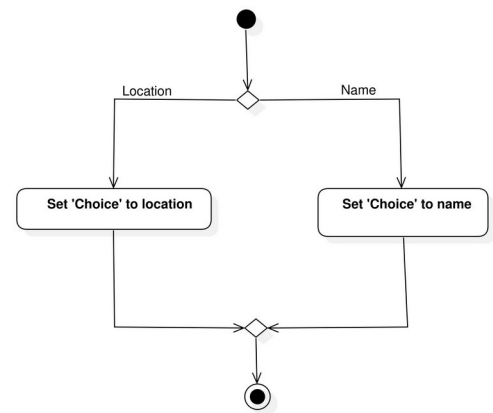 Location
Name
Set 'Choice' to location
Set 'Choice' to name